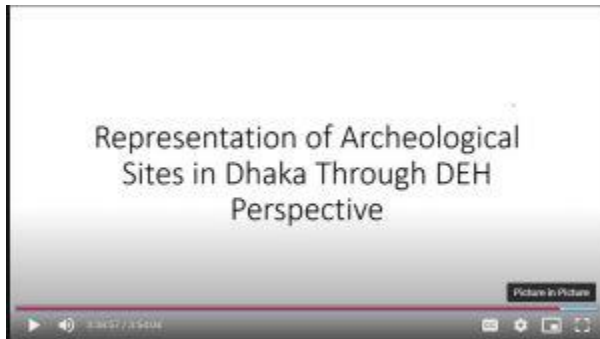 Representation of Archeological
Sites in Dhaka Through DEH
Perspective
Picture in Picture